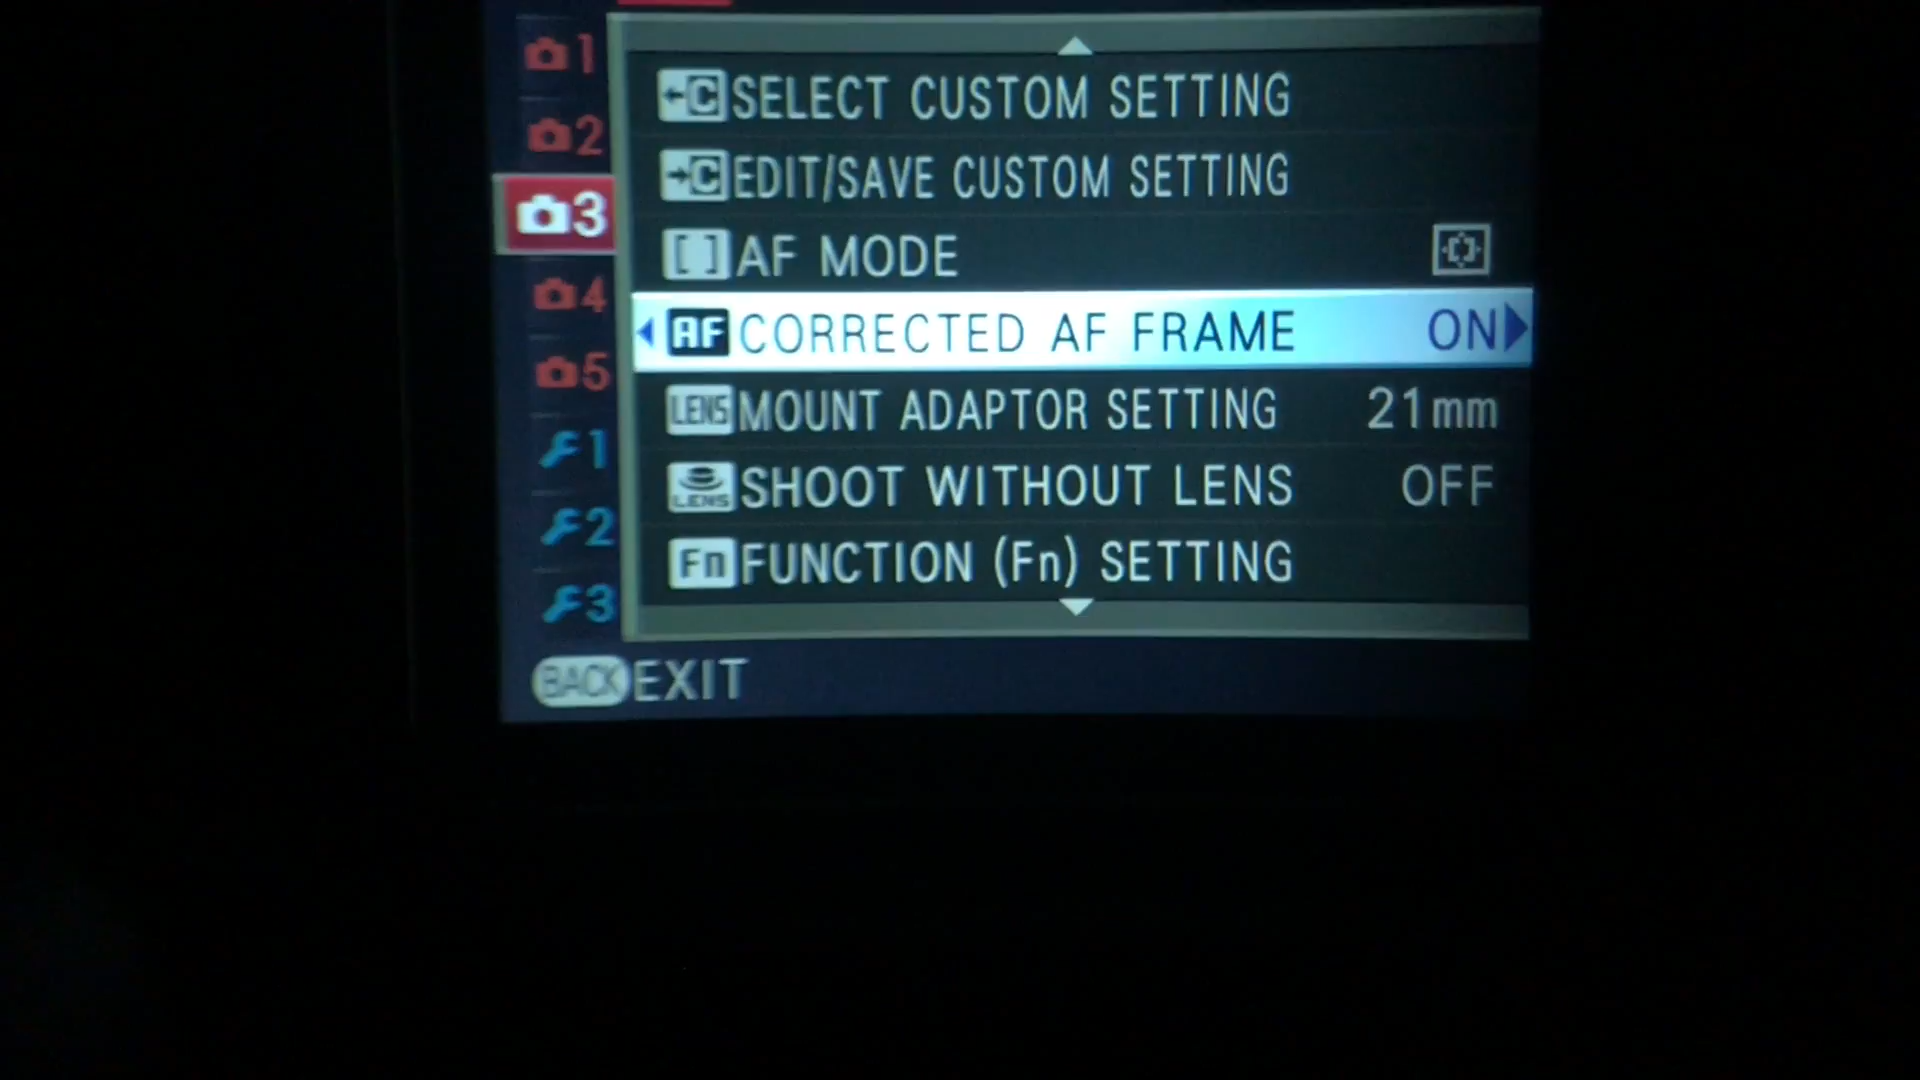 1
C SELECT CUSTOM SETTING
2
C EDIT/SAVE CUSTOM SETTING
3
[ ] AF MODE
4
AF CORRECTED AF FRAME ON
5
LENS MOUNT ADAPTOR SETTING 21mm
1
LENS SHOOT WITHOUT LENS OFF
2
Fn FUNCTION (Fn) SETTING
3
BACK EXIT